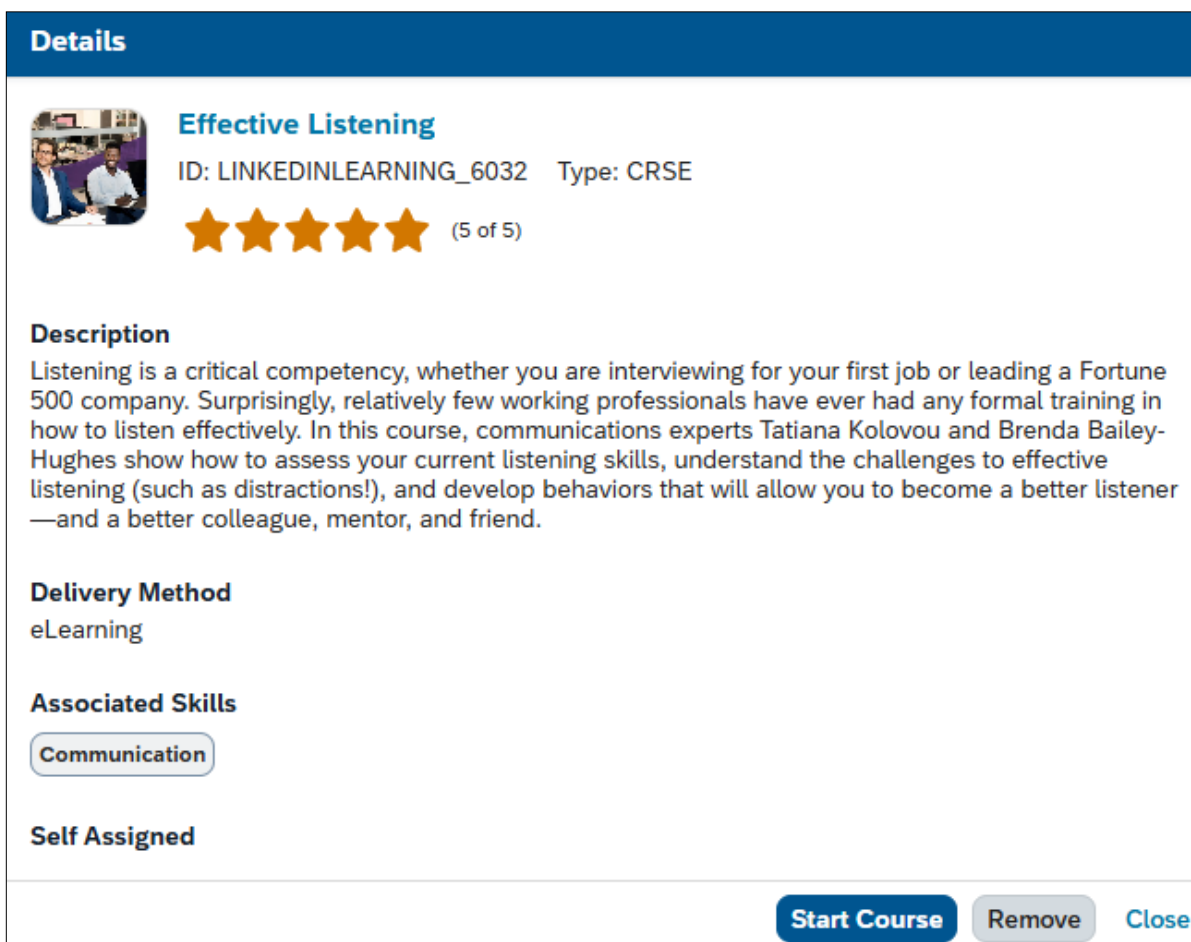 Details
Effective Listening
ID: LINKEDINLEARNING_6032 Type: CRSE
(5 of 5)
Description
Listening is a critical competency, whether you are interviewing for your first job or leading a Fortune
500 company. Surprisingly, relatively few working professionals have ever had any formal training in
how to listen effectively. In this course, communications experts Tatiana Kolovou and Brenda Bailey-
Hughes show how to assess your current listening skills, understand the challenges to effective
listening (such as distractions!), and develop behaviors that will allow you to become a better listener
—and a better colleague, mentor, and friend.
Delivery Method
eLearning
Associated Skills
Communication
Self Assigned
Start Course Remove Close